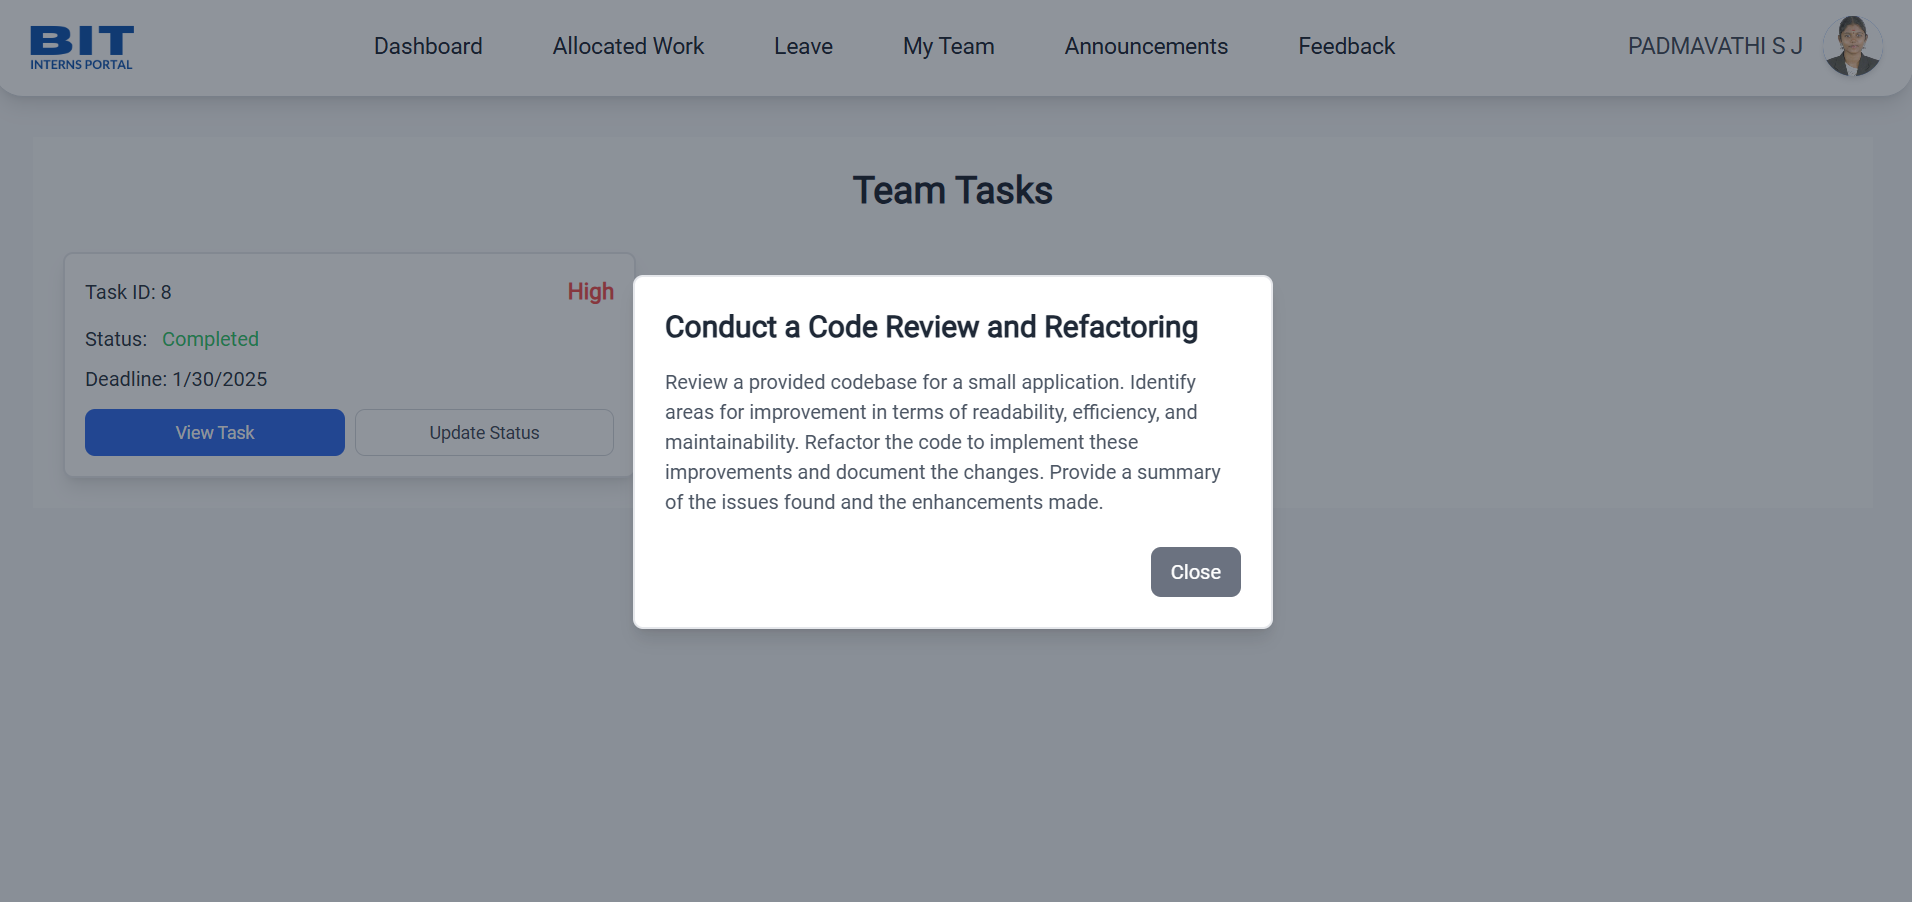 BIT
INTERNS PORTAL
Dashboard
Allocated Work
Leave
My Team
Announcements
Feedback
PADMAVATHI S J
Team Tasks
Task ID: 8
High
Status: Completed
Deadline: 1/30/2025
View Task
Update Status
Conduct a Code Review and Refactoring
Review a provided codebase for a small application. Identify
areas for improvement in terms of readability, efficiency, and
maintainability. Refactor the code to implement these
improvements and document the changes. Provide a summary
of the issues found and the enhancements made.
Close